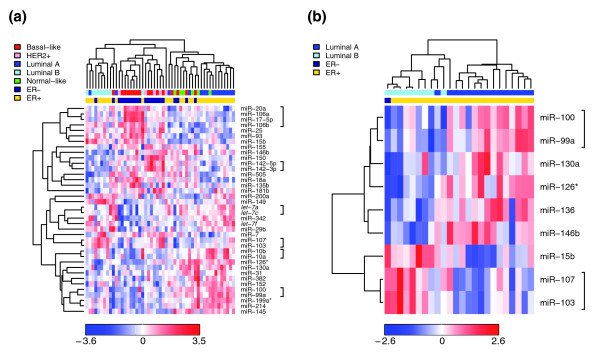 (a)
Basal-like
HER2+
Luminal A
Luminal B
Normal-like
ER−
ER+
miR-20a
miR-106a
miR-17-5p
miR-106b
miR-25
miR-93
miR-15b
miR-155
miR-146b
miR-150
miR-142-5p
miR-142-3p
miR-505
miR-18a
miR-135b
miR-181b
miR-200a
miR-149
let-7a
let-7c
miR-342
let-7f
miR-29b
miR-7
miR-107
miR-103
miR-10b
miR-10a
miR-126*
miR-130a
miR-31
miR-382
miR-152
miR-100
miR-99a
miR-199a*
miR-214
miR-145
−3.6
0
3.5
(b)
Luminal A
Luminal B
ER−
ER+
miR-100
miR-99a
miR-130a
miR-126*
miR-136
miR-146b
miR-15b
miR-107
miR-103
−2.6
0
2.6